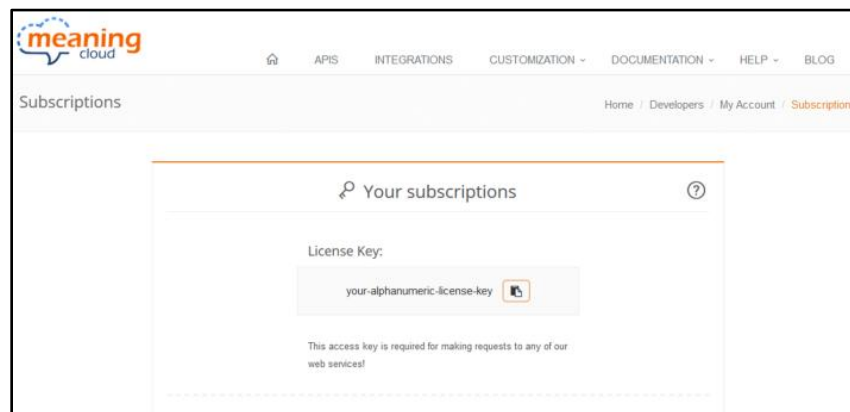 meaning
cloud
APIS INTEGRATIONS CUSTOMIZATION DOCUMENTATION HELP BLOG
Subscriptions
Home / Developers / My Account / Subscription
Your subscriptions
License Key:
your-alphanumeric-license-key
This access key is required for making requests to any of our
web services!